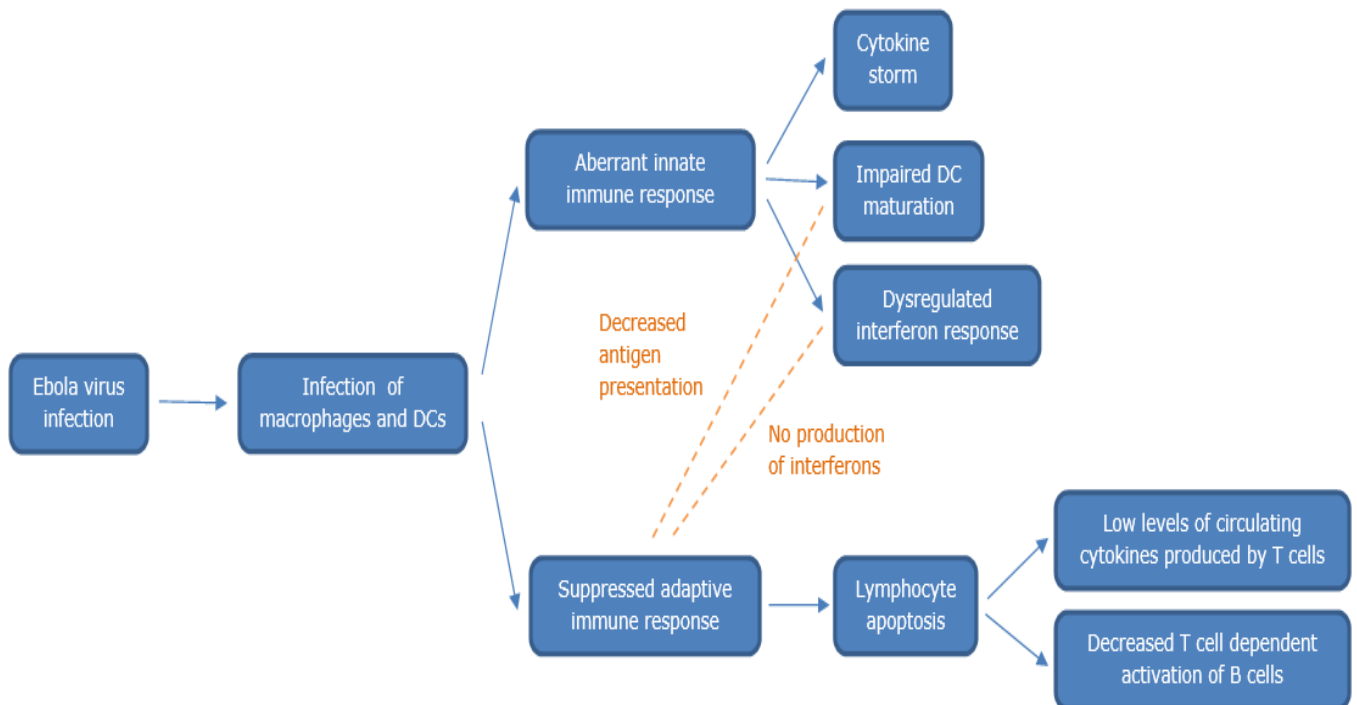 Cytokine
storm
Aberrant innate
immune response
Impaired DC
maturation
Dysregulated
interferon response
Decreased
antigen
presentation
Ebola virus
infection
Infection of
macrophages and DCs
No production
of interferons
Low levels of circulating
cytokines produced by T cells
Suppressed adaptive
immune response
Lymphocyte
apoptosis
Decreased T cell dependent
activation of B cells